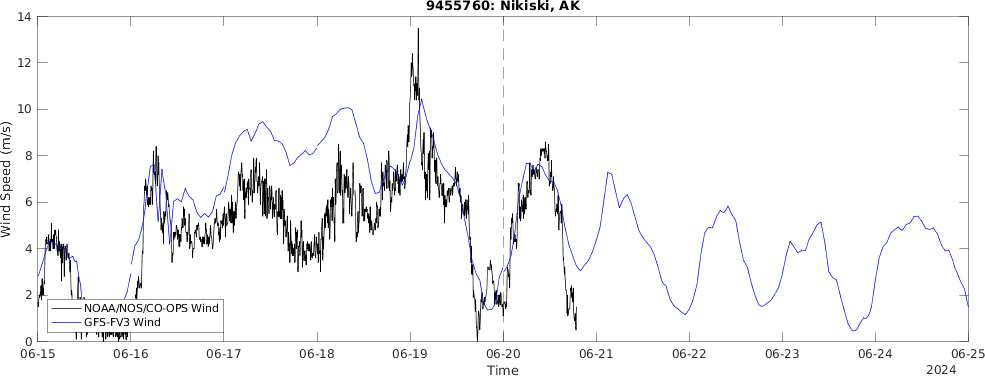 9455760: Nikiski, AK
Wind Speed (m/s)
14
12
10
8
6
4
2
0
NOAA/NOS/CO-OPS Wind
GFS-FV3 Wind
06-15 06-16 06-17 06-18 06-19 06-20 06-21 06-22 06-23 06-24 06-25
Time
2024